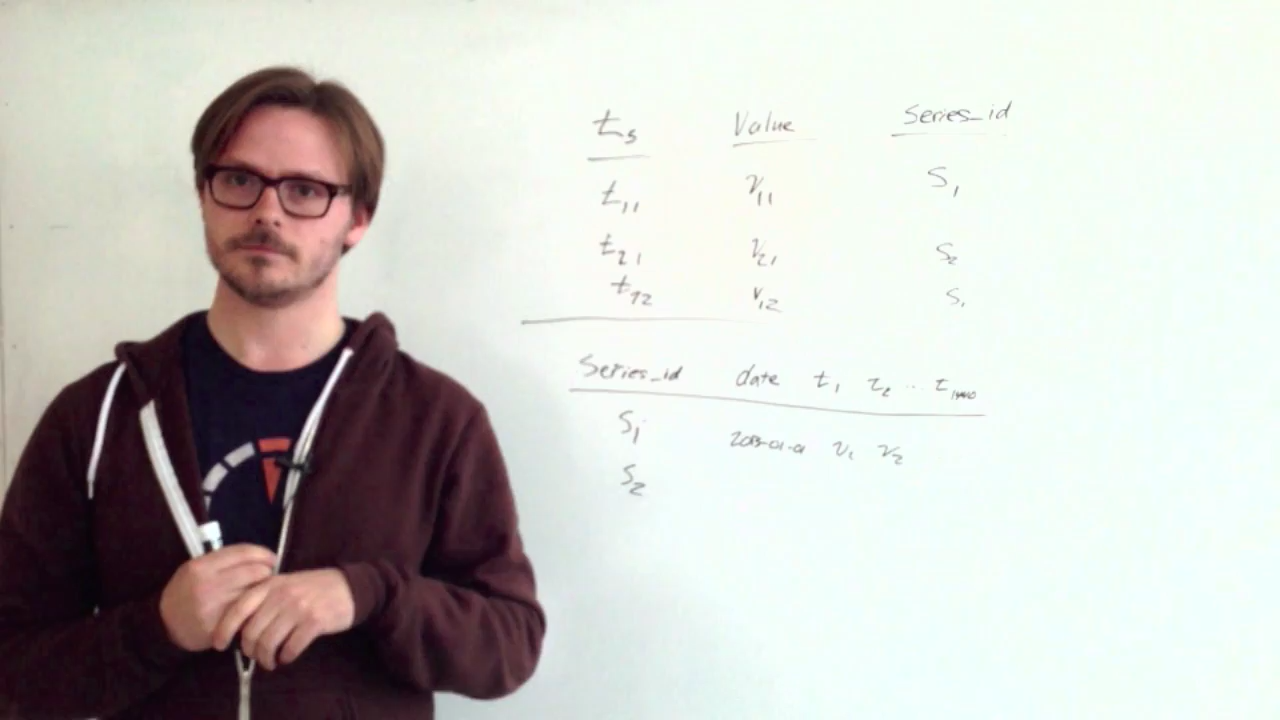 ts Value Series_id
t11 V11 S1
t21 V21 S2
t12 V12 S1
Series_id date t1 t2 ... t1440
S1 2013-01-01 V1 V2
S2